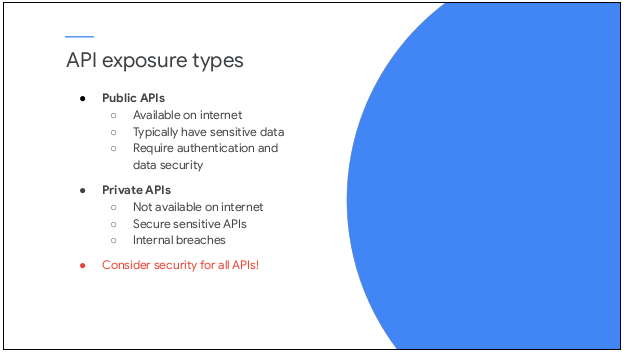 API exposure types
● Public APIs
○ Available on internet
○ Typically have sensitive data
○ Require authentication and
data security
● Private APIs
○ Not available on internet
○ Secure sensitive APIs
○ Internal breaches
● Consider security for all APIs!